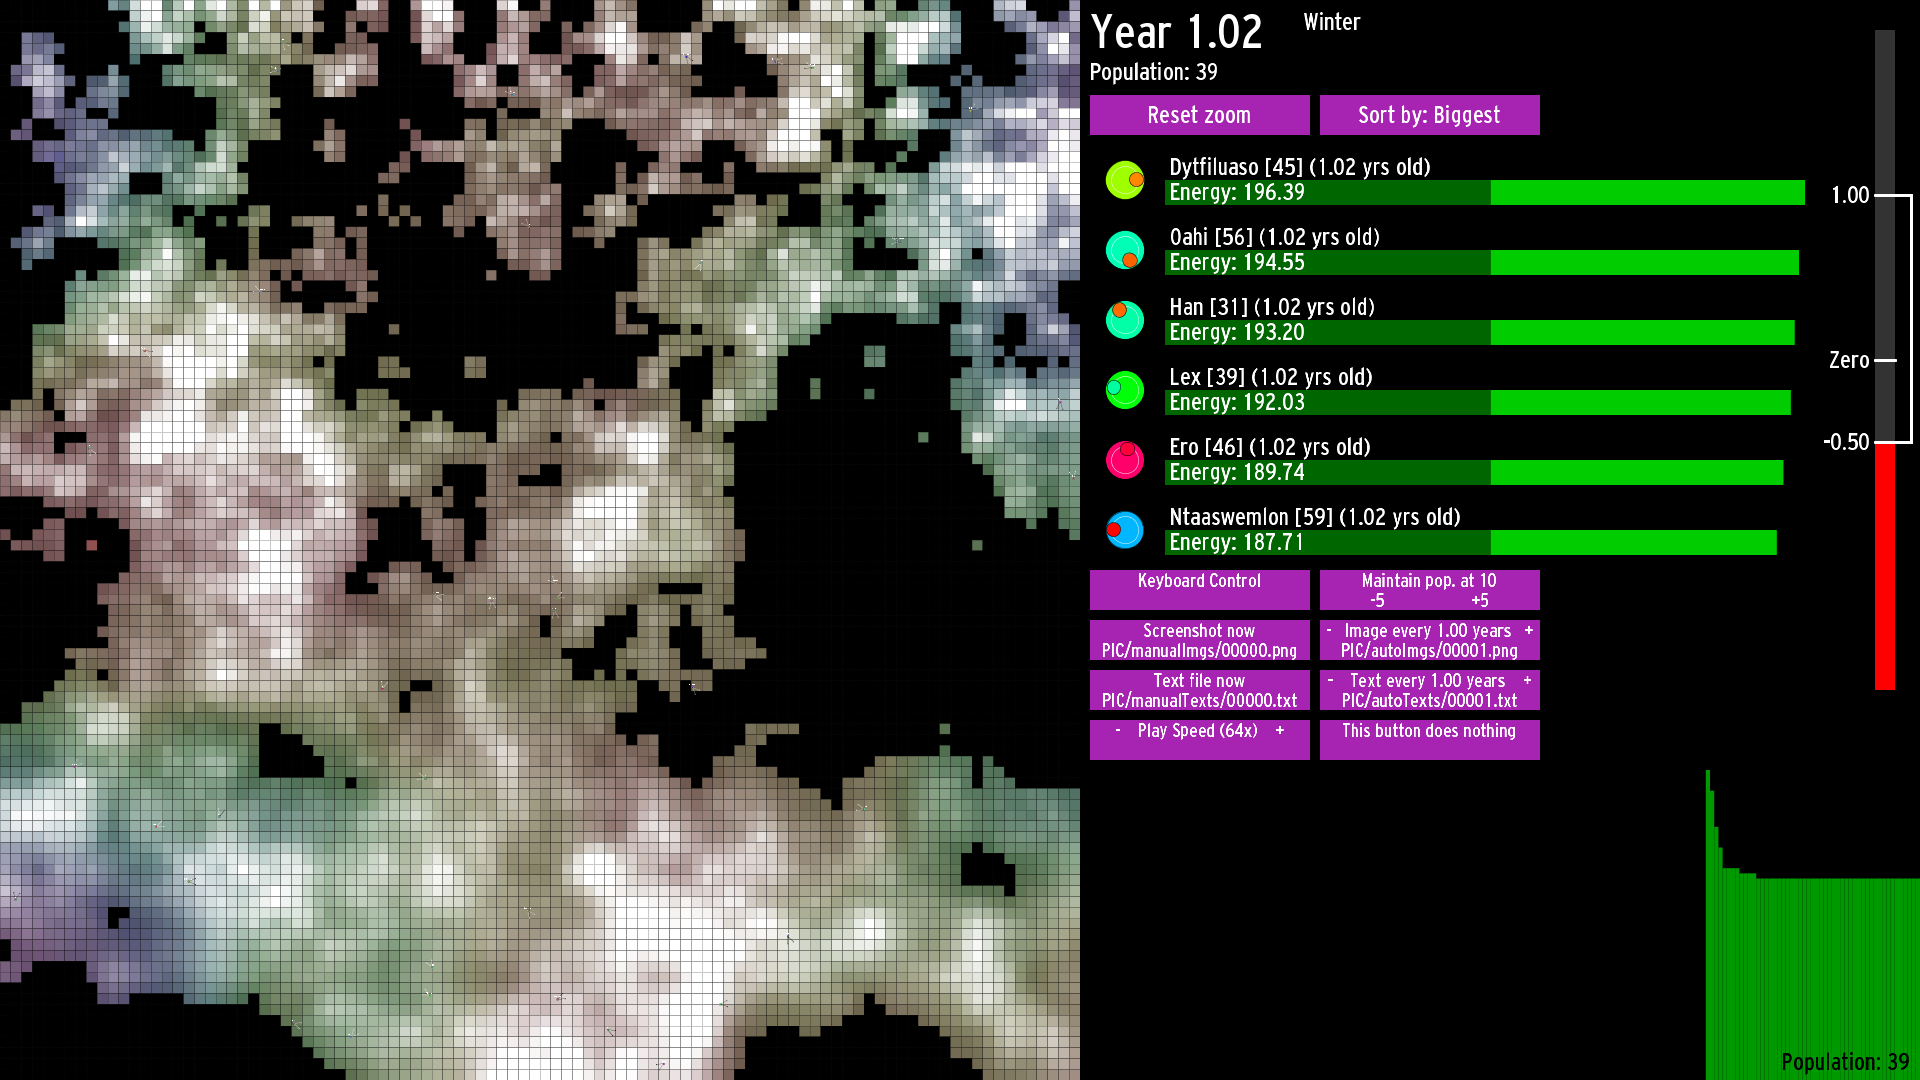 Year 1.02 Winter
Population: 39
Reset zoom Sort by: Biggest
Dytfiluaso [45] (1.02 yrs old)
Energy: 196.39
Oahi [56] (1.02 yrs old)
Energy: 194.55
Han [31] (1.02 yrs old)
Energy: 193.20
Lex [39] (1.02 yrs old)
Energy: 192.03
Ero [46] (1.02 yrs old)
Energy: 189.74
Ntaaswemlon [59] (1.02 yrs old)
Energy: 187.71
1.00
Zero
-0.50
Keyboard Control
Maintain pop. at 10
-5 +5
Screenshot now
PIC/manualImgs/00000.png
- Image every 1.00 years +
PIC/autoImgs/00001.png
Text file now
PIC/manualTexts/00000.txt
- Text every 1.00 years +
PIC/autoTexts/00001.txt
- Play Speed (64x) +
This button does nothing
Population: 39